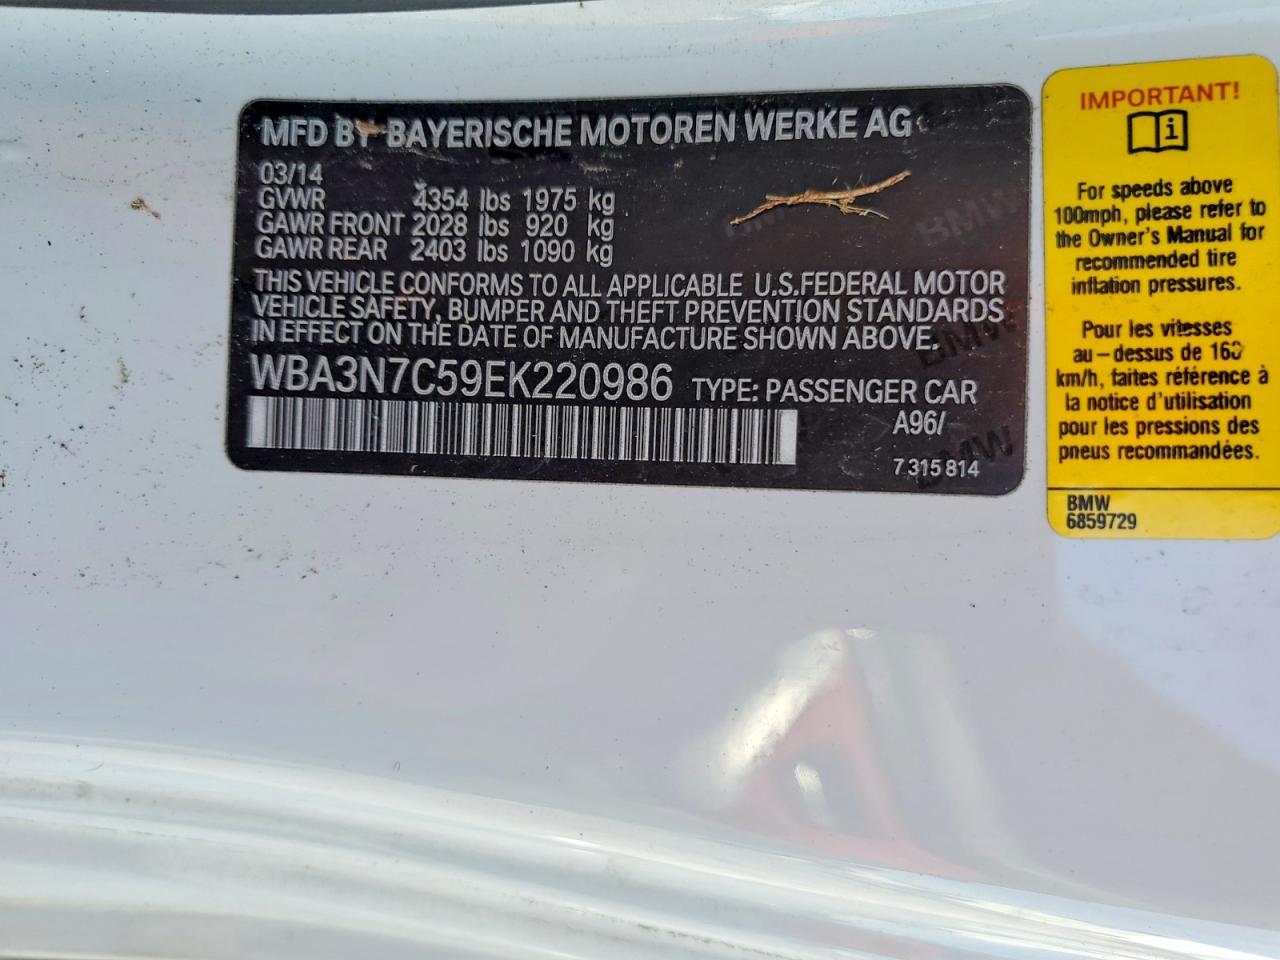 MFD BY BAYERISCHE MOTOREN WERKE AG
03/14
GVWR 4354 lbs 1975 kg
GAWR FRONT 2028 lbs 920 kg
GAWR REAR 2403 lbs 1090 kg
THIS VEHICLE CONFORMS TO ALL APPLICABLE U.S.FEDERAL MOTOR
VEHICLE SAFETY, BUMPER AND THEFT PREVENTION STANDARDS
IN EFFECT ON THE DATE OF MANUFACTURE SHOWN ABOVE.
WBA3N7C59EK220986 TYPE: PASSENGER CAR
A96/-
7 315 814
BMW
BMW
BMW
IMPORTANT!
i
For speeds above
100mph, please refer to
the Owner's Manual for
recommended tire
inflation pressures.
Pour les vitesses
au-dessus de 160
km/h, faites référence à
la notice d'utilisation
pour les pressions des
pneus recommandées.
BMW
6859729